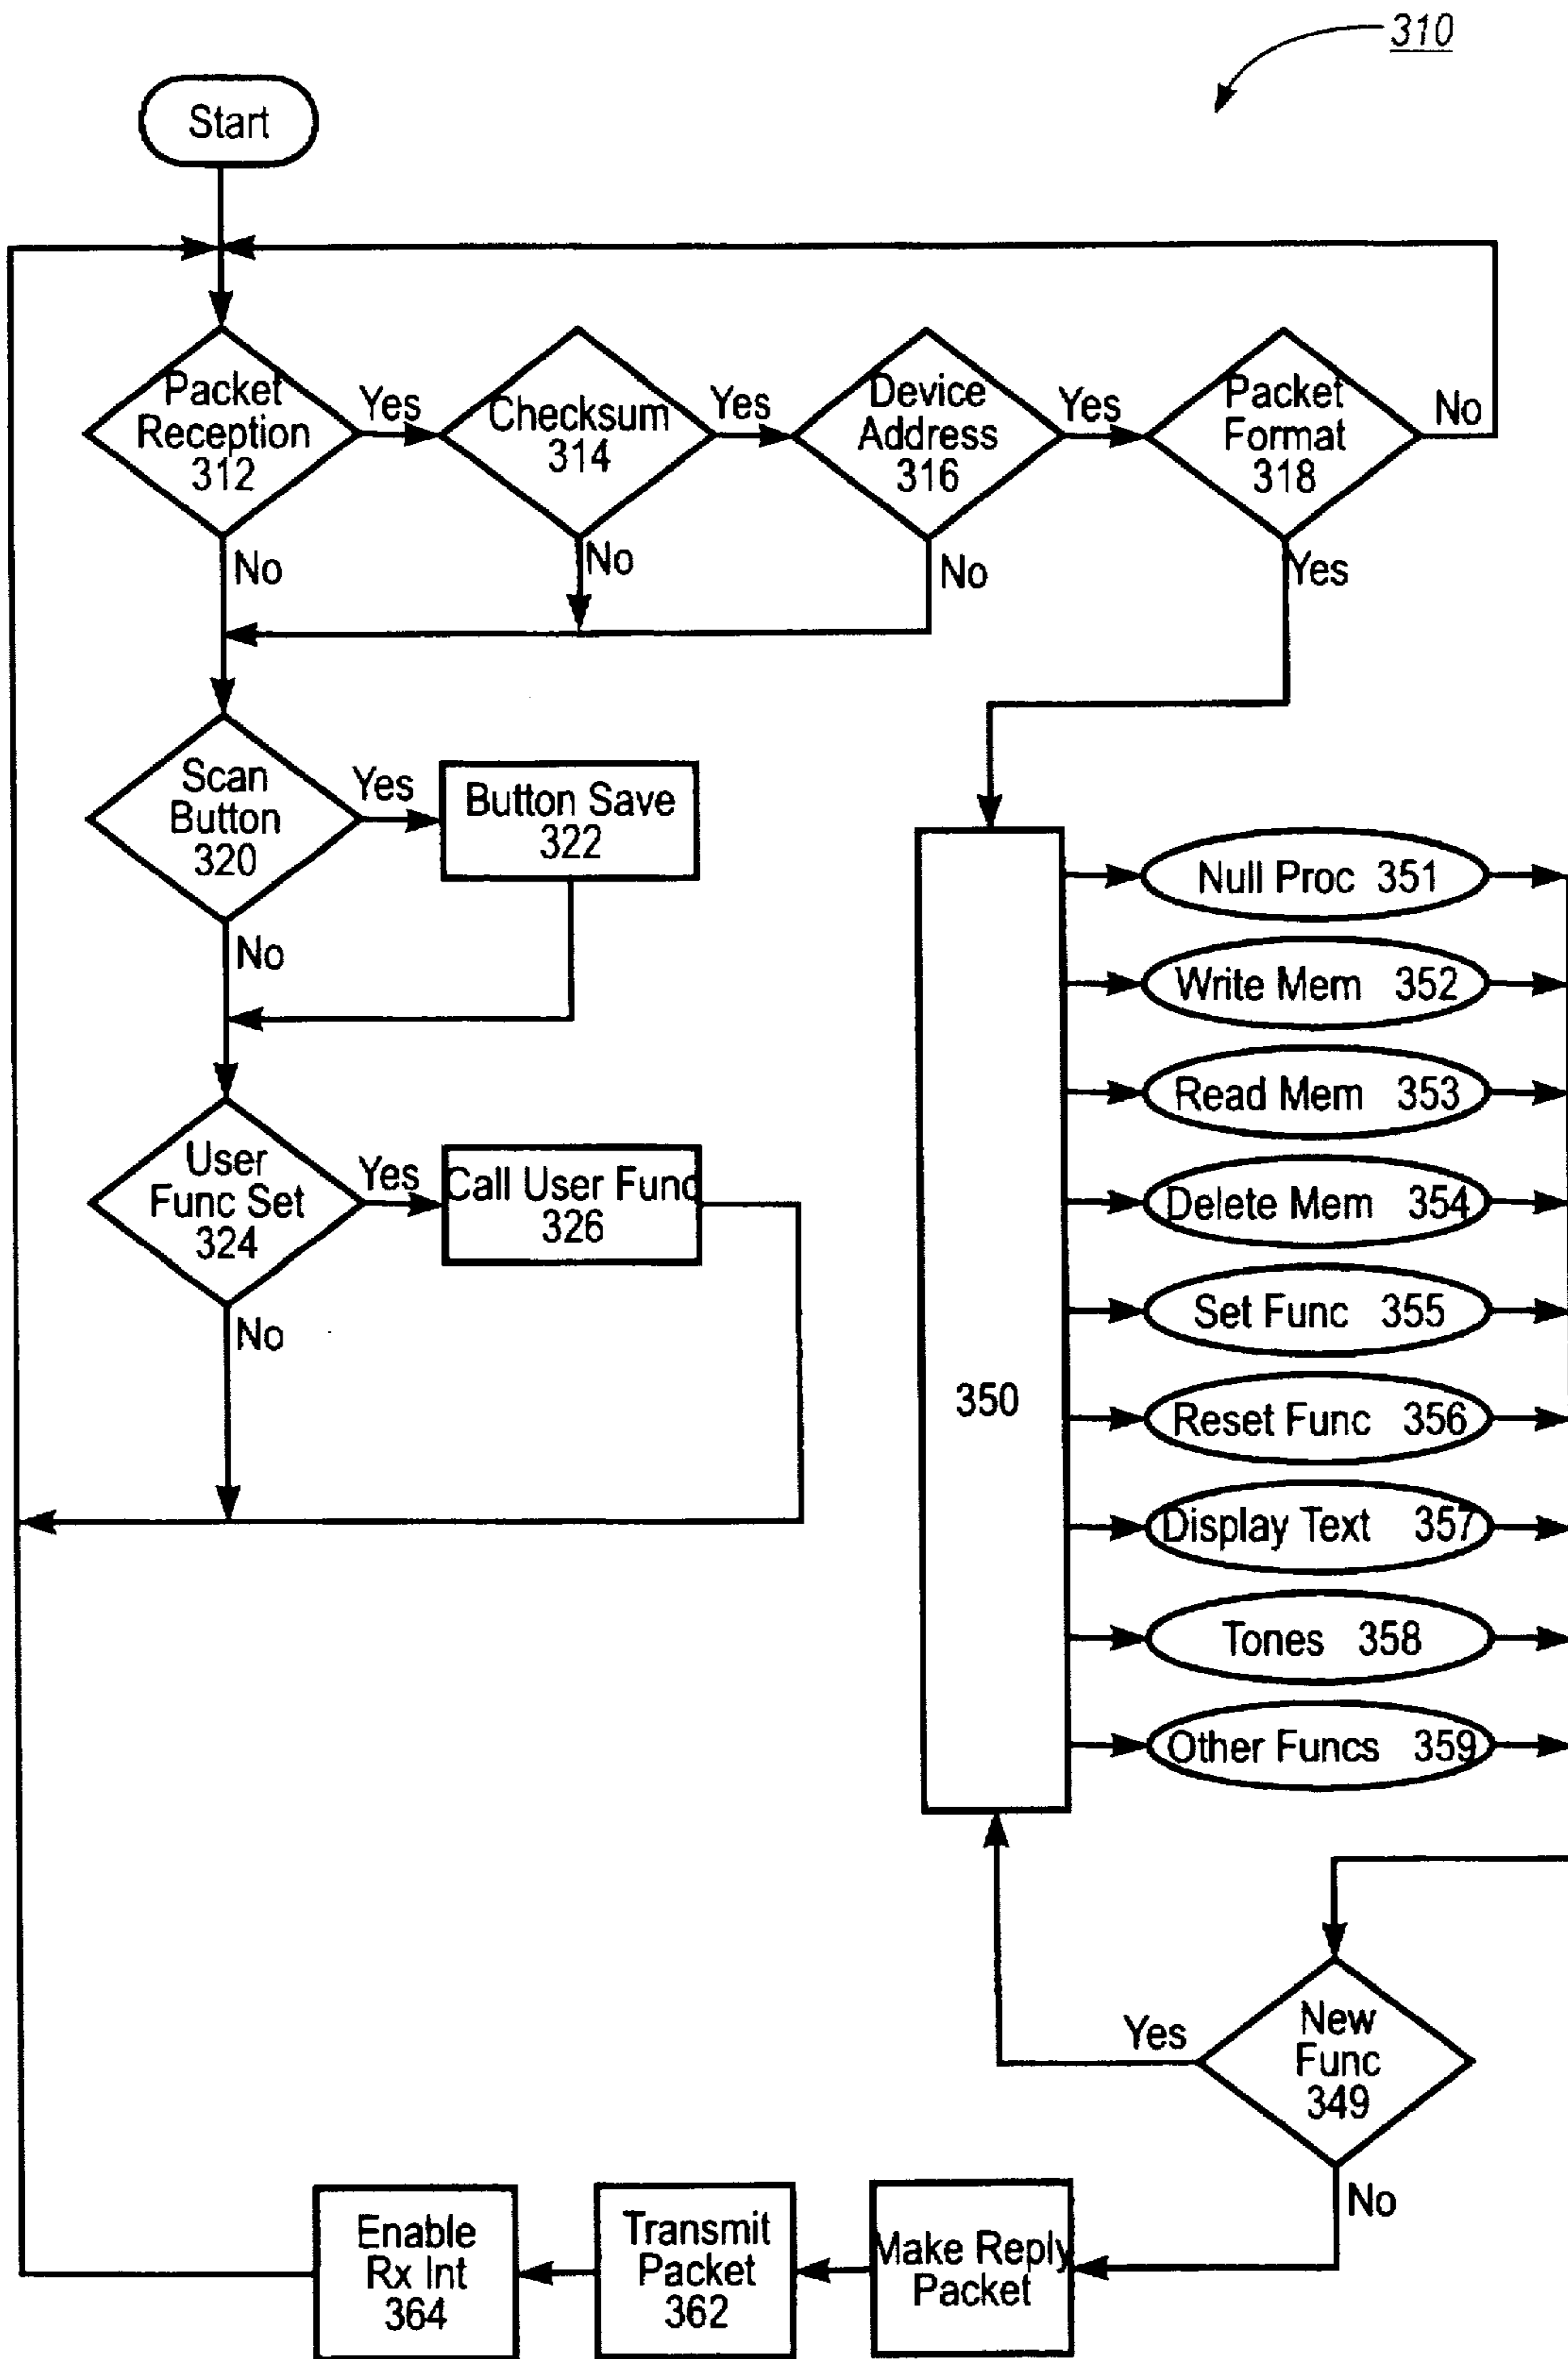 310
Start
Packet
Reception
312
Yes
No
Checksum
314
Yes
No
Device
Address
316
Yes
No
Packet
Format
318
No
Yes
Scan
Button
320
Yes
No
Button Save
322
User
Func Set
324
Yes
No
Call User Func
326
350
Null Proc 351
Write Mem 352
Read Mem 353
Delete Mem 354
Set Func 355
Reset Func 356
Display Text 357
Tones 358
Other Funcs 359
New
Func
349
Yes
No
Make Reply
Packet
Transmit
Packet
362
Enable
Rx Int
364